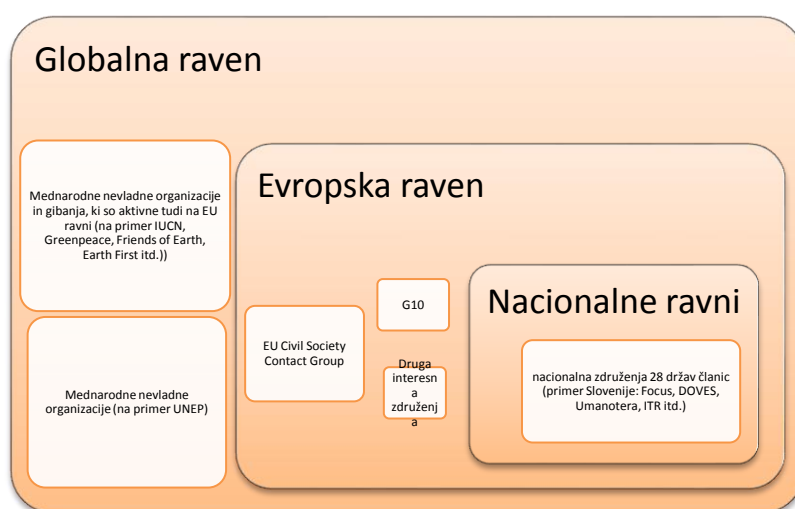 Globalna raven
Mednarodne nevladne organizacije
in gibanja, ki so aktivne tudi na EU
ravni (na primer IUCN,
Greenpeace, Friends of Earth,
Earth First itd.))
Mednarodne nevladne
organizacije (na primer UNEP)
Evropska raven
EU Civil Society
Contact Group
G10
Druga
interesn
a
združenj
a
Nacionalne ravni
nacionalna združenja 28 držav članic
(primer Slovenije: Focus, DOVES,
Umanotera, ITR itd.)